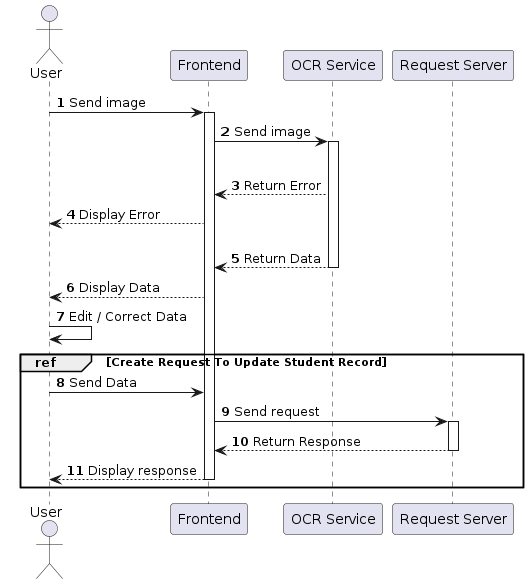 User
Frontend
OCR Service
Request Server
1 Send image
2 Send image
3 Return Error
4 Display Error
5 Return Data
6 Display Data
7 Edit / Correct Data
ref [Create Request To Update Student Record]
8 Send Data
9 Send request
10 Return Response
11 Display response
User
Frontend
OCR Service
Request Server